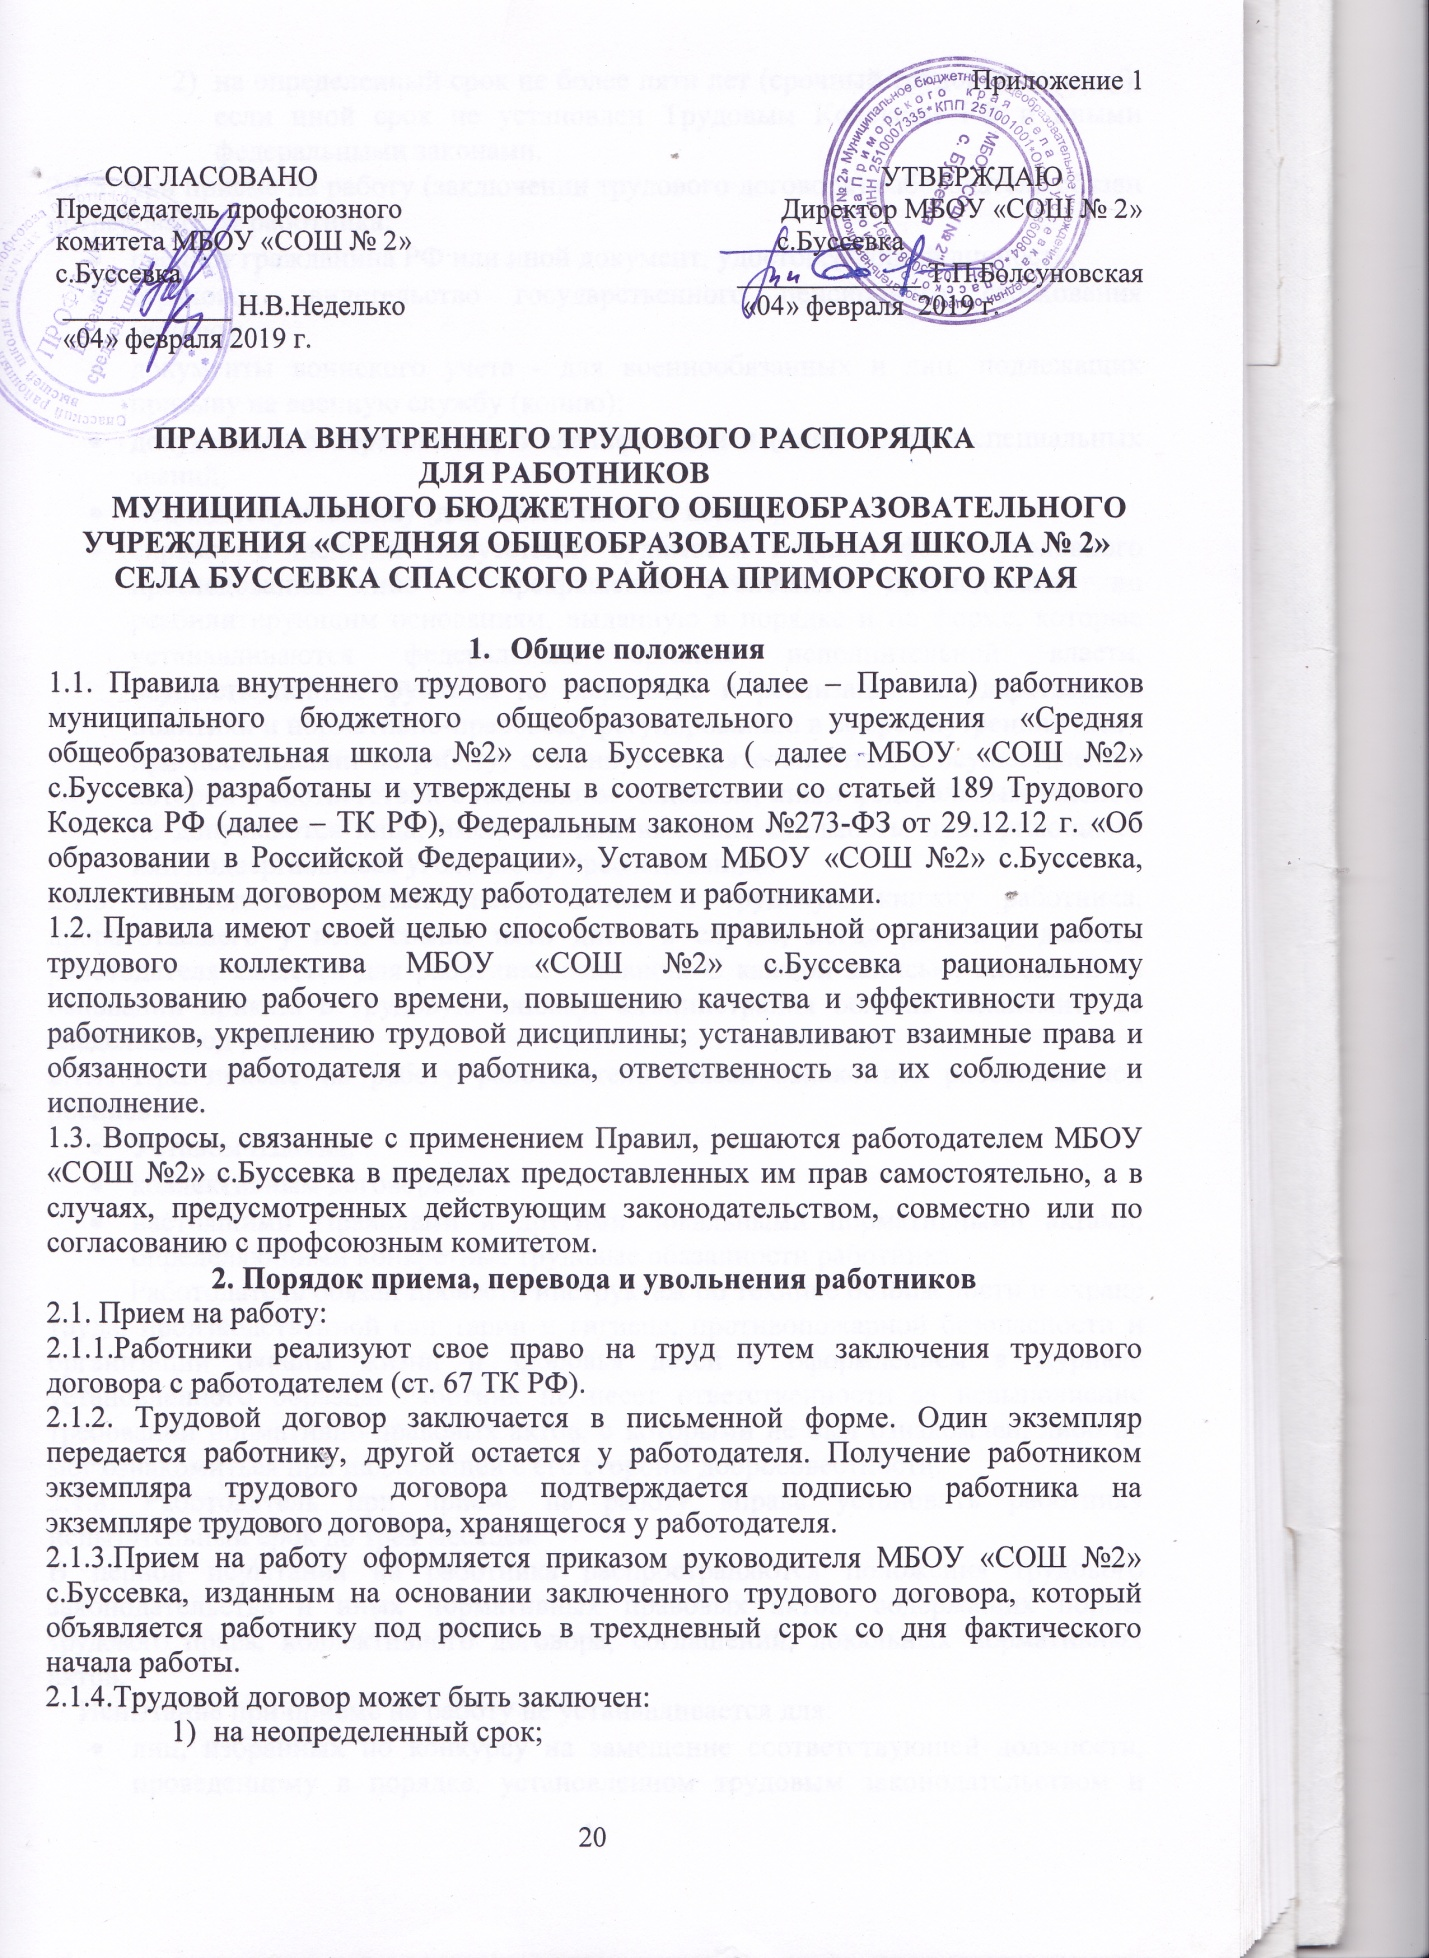 Приложение 1
СОГЛАСОВАНО
Председатель профсоюзного
комитета МБОУ «СОШ № 2»
с.Буссевка
Н.В.Неделько
«04» февраля 2019 г.
УТВЕРЖДАЮ
Директор МБОУ «СОШ № 2»
с.Буссевка
Т.П.Болсуновская
«04» февраля 2019 г.
ПРАВИЛА ВНУТРЕННЕГО ТРУДОВОГО РАСПОРЯДКА
ДЛЯ РАБОТНИКОВ
МУНИЦИПАЛЬНОГО БЮДЖЕТНОГО ОБЩЕОБРАЗОВАТЕЛЬНОГО
УЧРЕЖДЕНИЯ «СРЕДНЯЯ ОБЩЕОБРАЗОВАТЕЛЬНАЯ ШКОЛА № 2»
СЕЛА БУССЕВКА СПАССКОГО РАЙОНА ПРИМОРСКОГО КРАЯ
1. Общие положения
1.1. Правила внутреннего трудового распорядка (далее – Правила) работников
муниципального бюджетного общеобразовательного учреждения «Средняя
общеобразовательная школа №2» села Буссевка ( далее МБОУ «СОШ №2»
с.Буссевка) разработаны и утверждены в соответствии со статьей 189 Трудового
Кодекса РФ (далее – ТК РФ), Федеральным законом №273-ФЗ от 29.12.12 г. «Об
образовании в Российской Федерации», Уставом МБОУ «СОШ №2» с.Буссевка,
коллективным договором между работодателем и работниками.
1.2. Правила имеют своей целью способствовать правильной организации работы
трудового коллектива МБОУ «СОШ №2» с.Буссевка рациональному
использованию рабочего времени, повышению качества и эффективности труда
работников, укреплению трудовой дисциплины; устанавливают взаимные права и
обязанности работодателя и работника, ответственность за их соблюдение и
исполнение.
1.3. Вопросы, связанные с применением Правил, решаются работодателем МБОУ
«СОШ №2» с.Буссевка в пределах предоставленных им прав самостоятельно, а в
случаях, предусмотренных действующим законодательством, совместно или по
согласованию с профсоюзным комитетом.
2. Порядок приема, перевода и увольнения работников
2.1. Прием на работу:
2.1.1.Работники реализуют свое право на труд путем заключения трудового
договора с работодателем (ст. 67 ТК РФ).
2.1.2. Трудовой договор заключается в письменной форме. Один экземпляр
передается работнику, другой остается у работодателя. Получение работником
экземпляра трудового договора подтверждается подписью работника на
экземпляре трудового договора, хранящегося у работодателя.
2.1.3.Прием на работу оформляется приказом руководителя МБОУ «СОШ №2»
с.Буссевка, изданным на основании заключенного трудового договора, который
объявляется работнику под роспись в трехдневный срок со дня фактического
начала работы.
2.1.4.Трудовой договор может быть заключен:
1) на неопределенный срок;
20